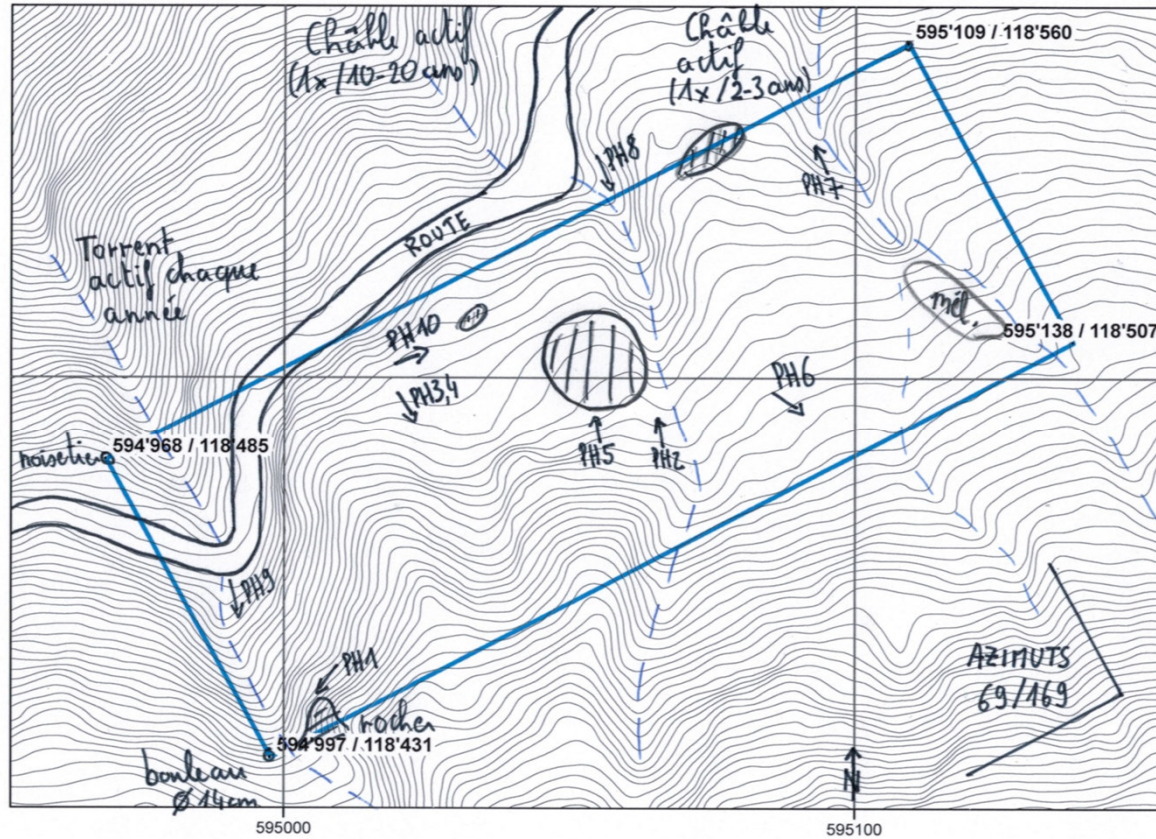 Châble actif
(1x/10-20 ans)
Châble
actif
(1x/2-3 ans)
595'109 / 118'560
PH8
PH7
ROUTE
Torrent
actif chaque
année
mél.
595'138 / 118'507
PH10
PH3,4
PH6
noisetier
594'968 / 118'485
PH5
PH2
PH9
PH1
rocher
594'997 / 118'431
bouleau
Ø 14cm
AZIMUTS
69/169
N
595000
595100